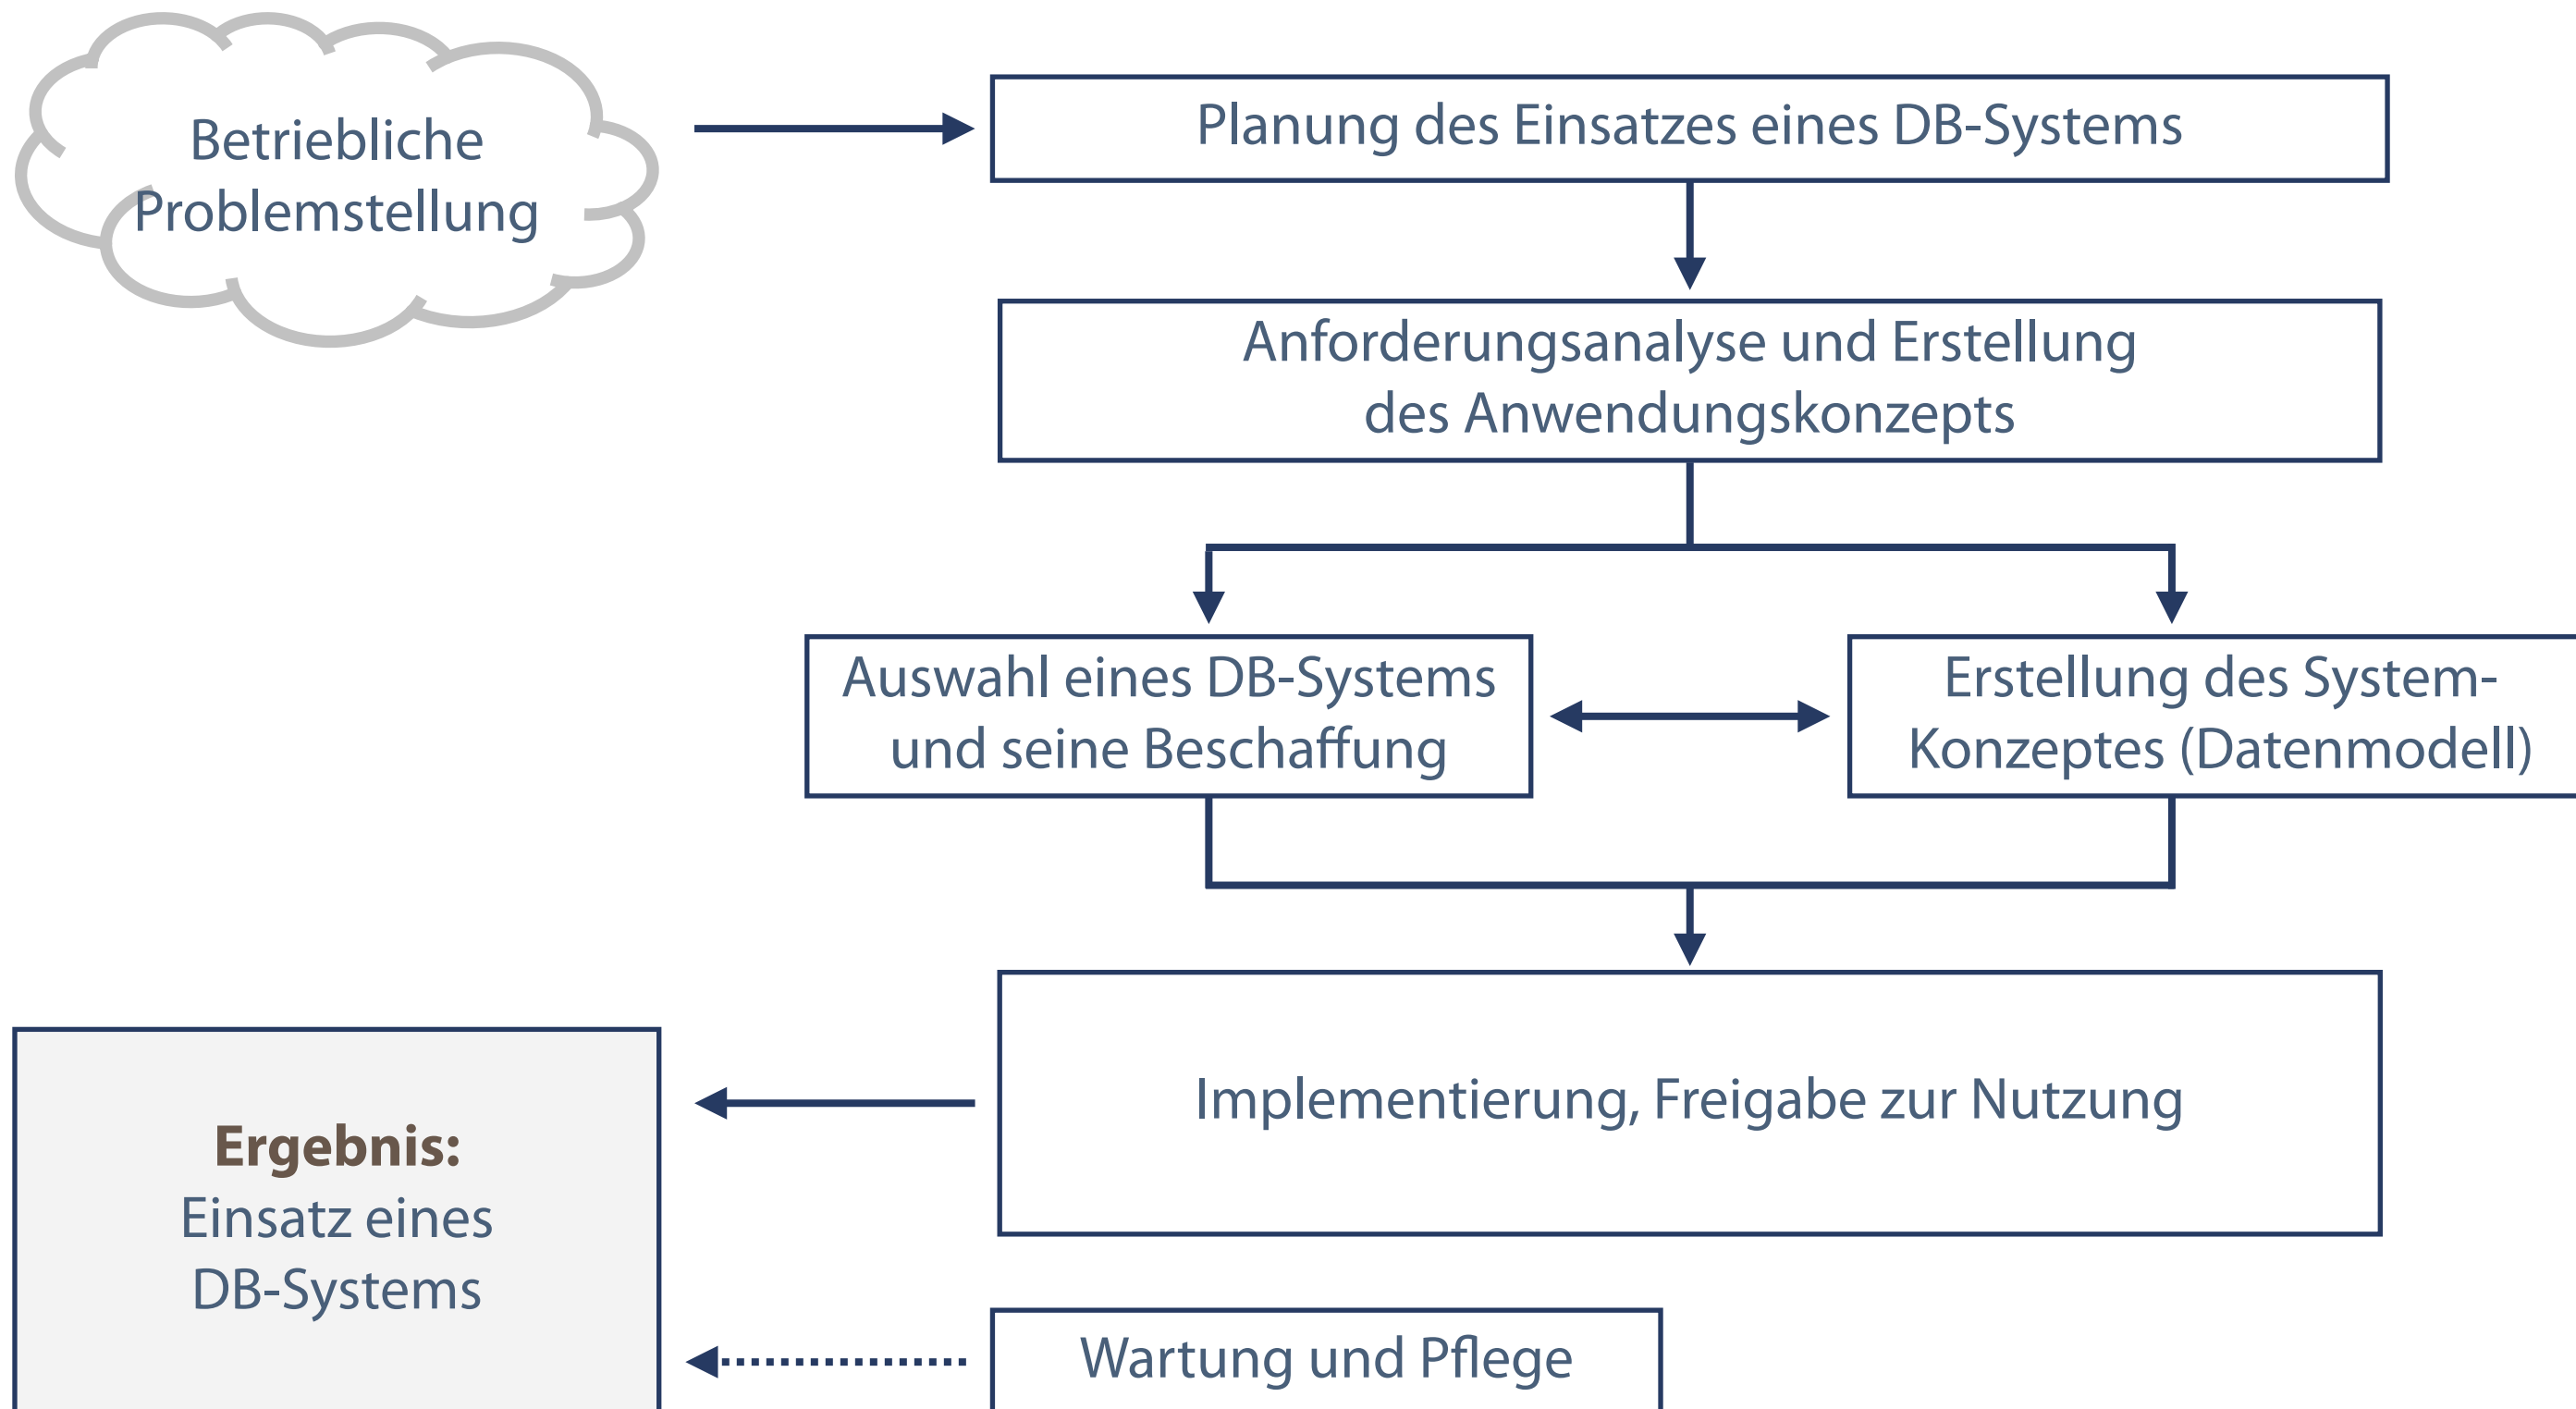 Betriebliche
Problemstellung
Planung des Einsatzes eines DB-Systems
Anforderungsanalyse und Erstellung
des Anwendungskonzepts
Auswahl eines DB-Systems
und seine Beschaffung
Erstellung des System-
Konzeptes (Datenmodell)
Implementierung, Freigabe zur Nutzung
Ergebnis:
Einsatz eines
DB-Systems
Wartung und Pflege